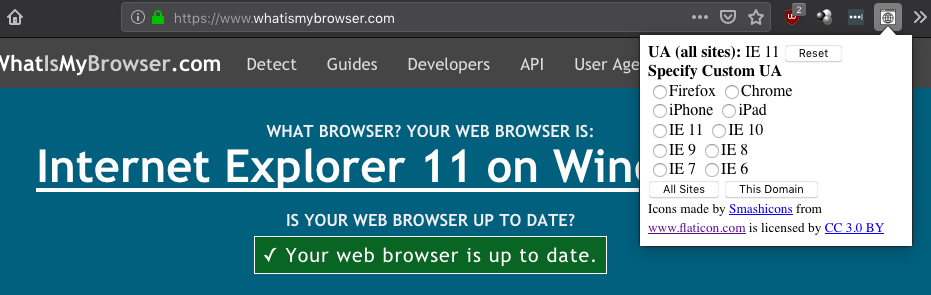 https://www.whatismybrowser.com
2
WhatIsMyBrowser.com Detect Guides Developers API User Age
WHAT BROWSER? YOUR WEB BROWSER IS:
Internet Explorer 11 on Win
IS YOUR WEB BROWSER UP TO DATE?
✓ Your web browser is up to date.
UA (all sites): IE 11 Reset
Specify Custom UA
Firefox Chrome
iPhone iPad
IE 11 IE 10
IE 9 IE 8
IE 7 IE 6
All Sites This Domain
Icons made by Smashicons from
www.flaticon.com is licensed by CC 3.0 BY